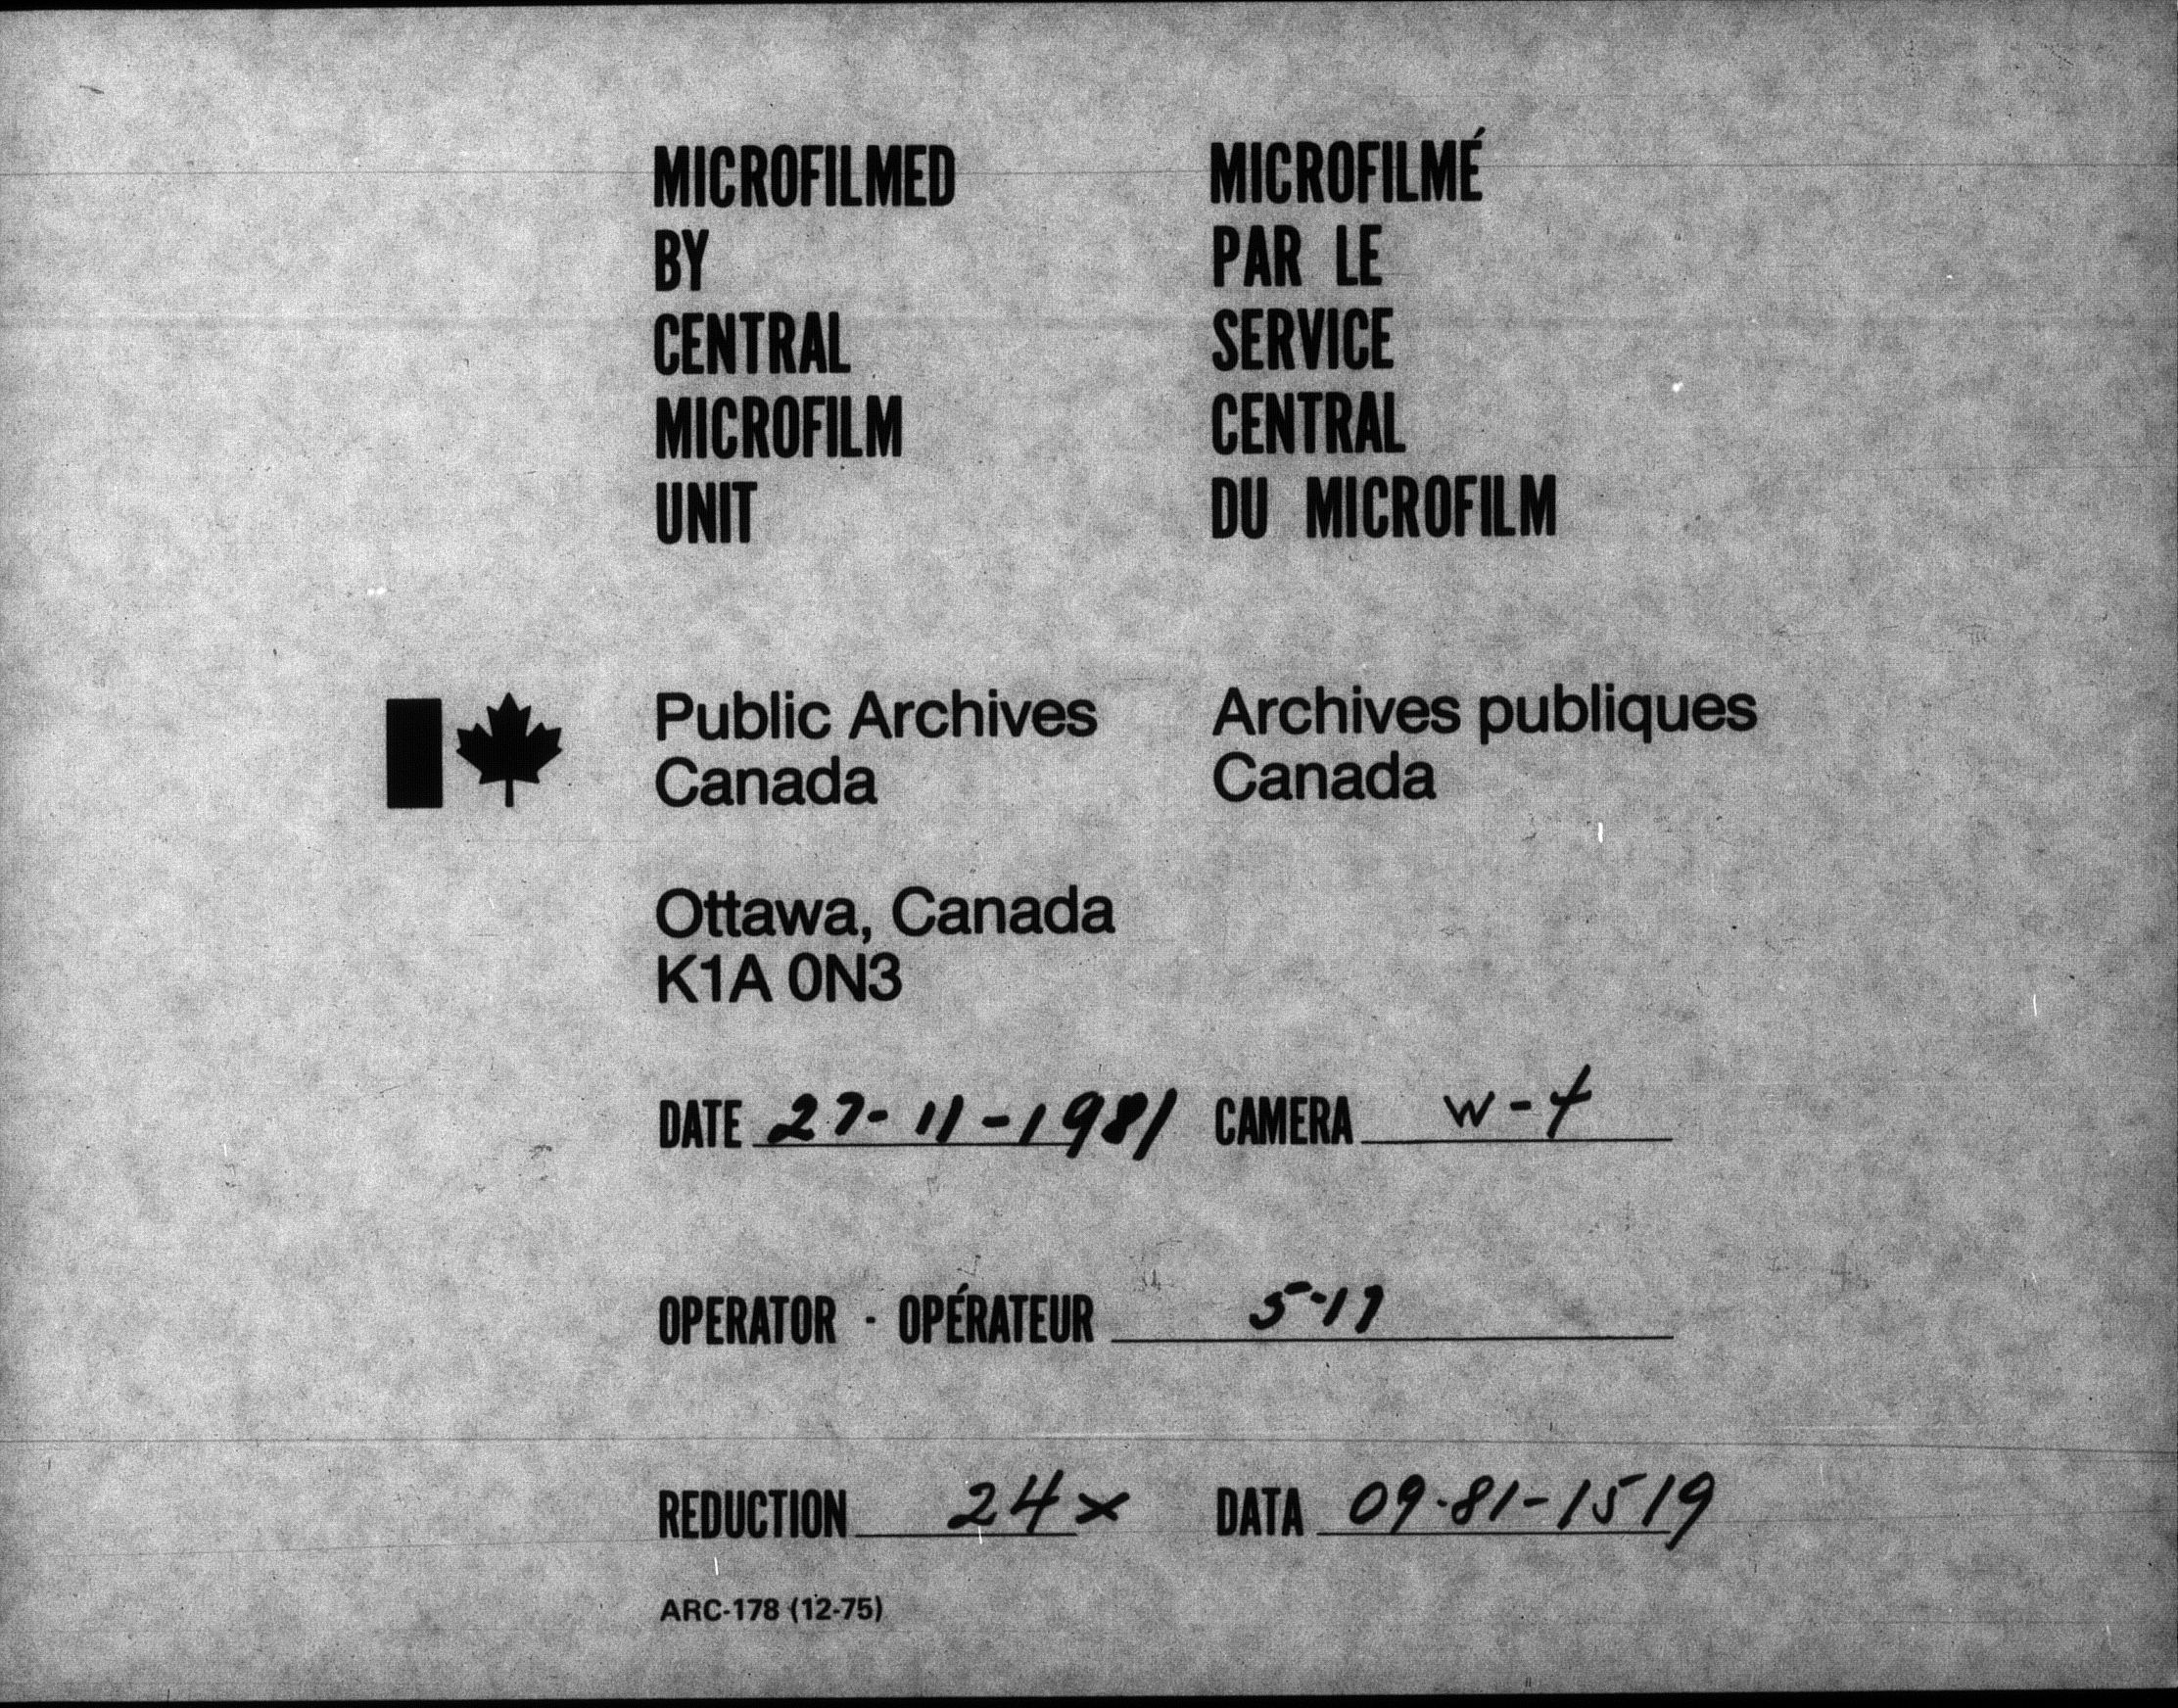 MICROFILMED
BY
CENTRAL
MICROFILM
UNIT
MICROFILMÉ
PAR LE
SERVICE
CENTRAL
DU MICROFILM
Public Archives
Canada
Archives publiques
Canada
Ottawa, Canada
K1A 0N3
DATE 27-11-1981 CAMERA W-4
OPERATOR - OPÉRATEUR 5-17
REDUCTION 24x DATA 09-81-1519
ARC-178 (12-75)